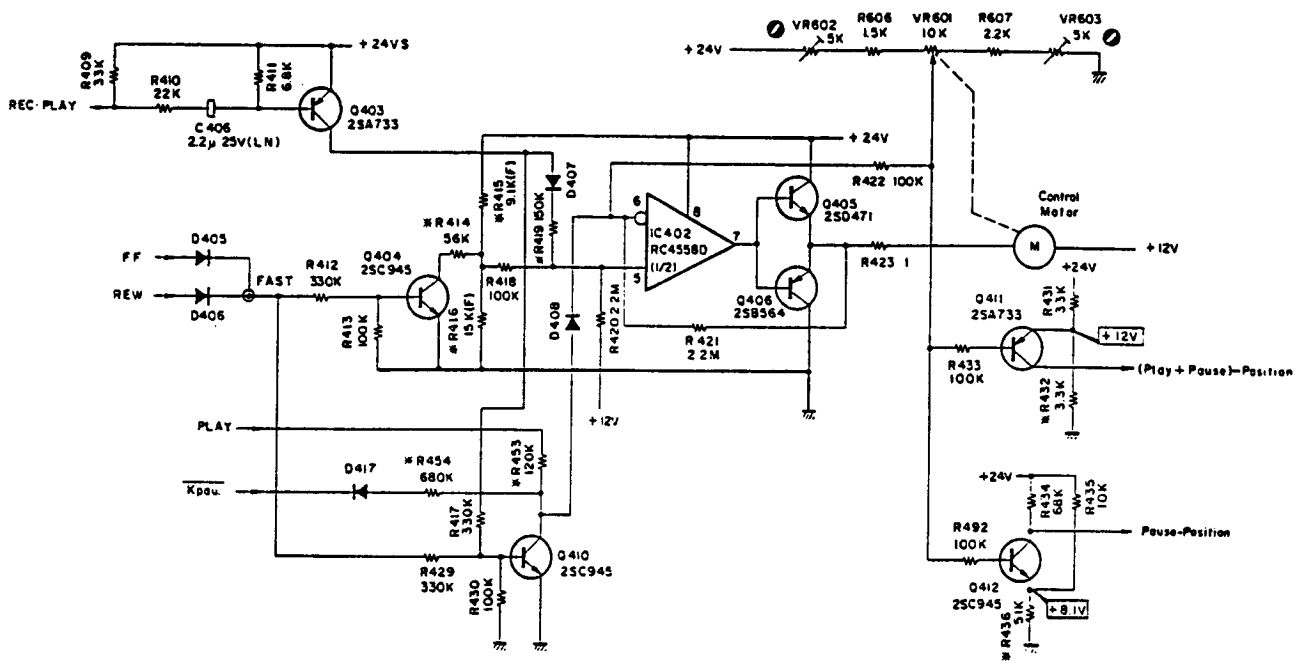 +24VS
R409
33K
R410
22K
R411
6.8K
REC·PLAY
C406
2.2μ 25V(LN)
Q403
2SA733
+24V
VR602
5K
R606
1.5K
VR601
10K
R607
2.2K
VR603
5K
+24V
R422 100K
D407
*R415
9.1K(F)
*R419 150K
*R414
56K
6
8
IC402
RC4558D
(1/2)
7
5
Q405
2SD471
Q406
2SB564
R423 1
Control
Motor
M
+12V
D405
FF
REW
D406
FAST
R412
330K
Q404
2SC945
R413
100K
*R416
15K(F)
R418
100K
D408
R420 2.2M
R421
2.2M
+12V
+24V
R431
3.3K
Q411
2SA733
+12V
R433
100K
(Play+Pause)-Position
*R432
3.3K
PLAY
*R453
120K
Kpau.
D417
*R454
680K
R417
330K
R429
330K
R430
100K
Q410
2SC945
+24V
R434
68K
R435
10K
Pause-Position
R492
100K
Q412
2SC945
+8.1V
*R436
5.1K